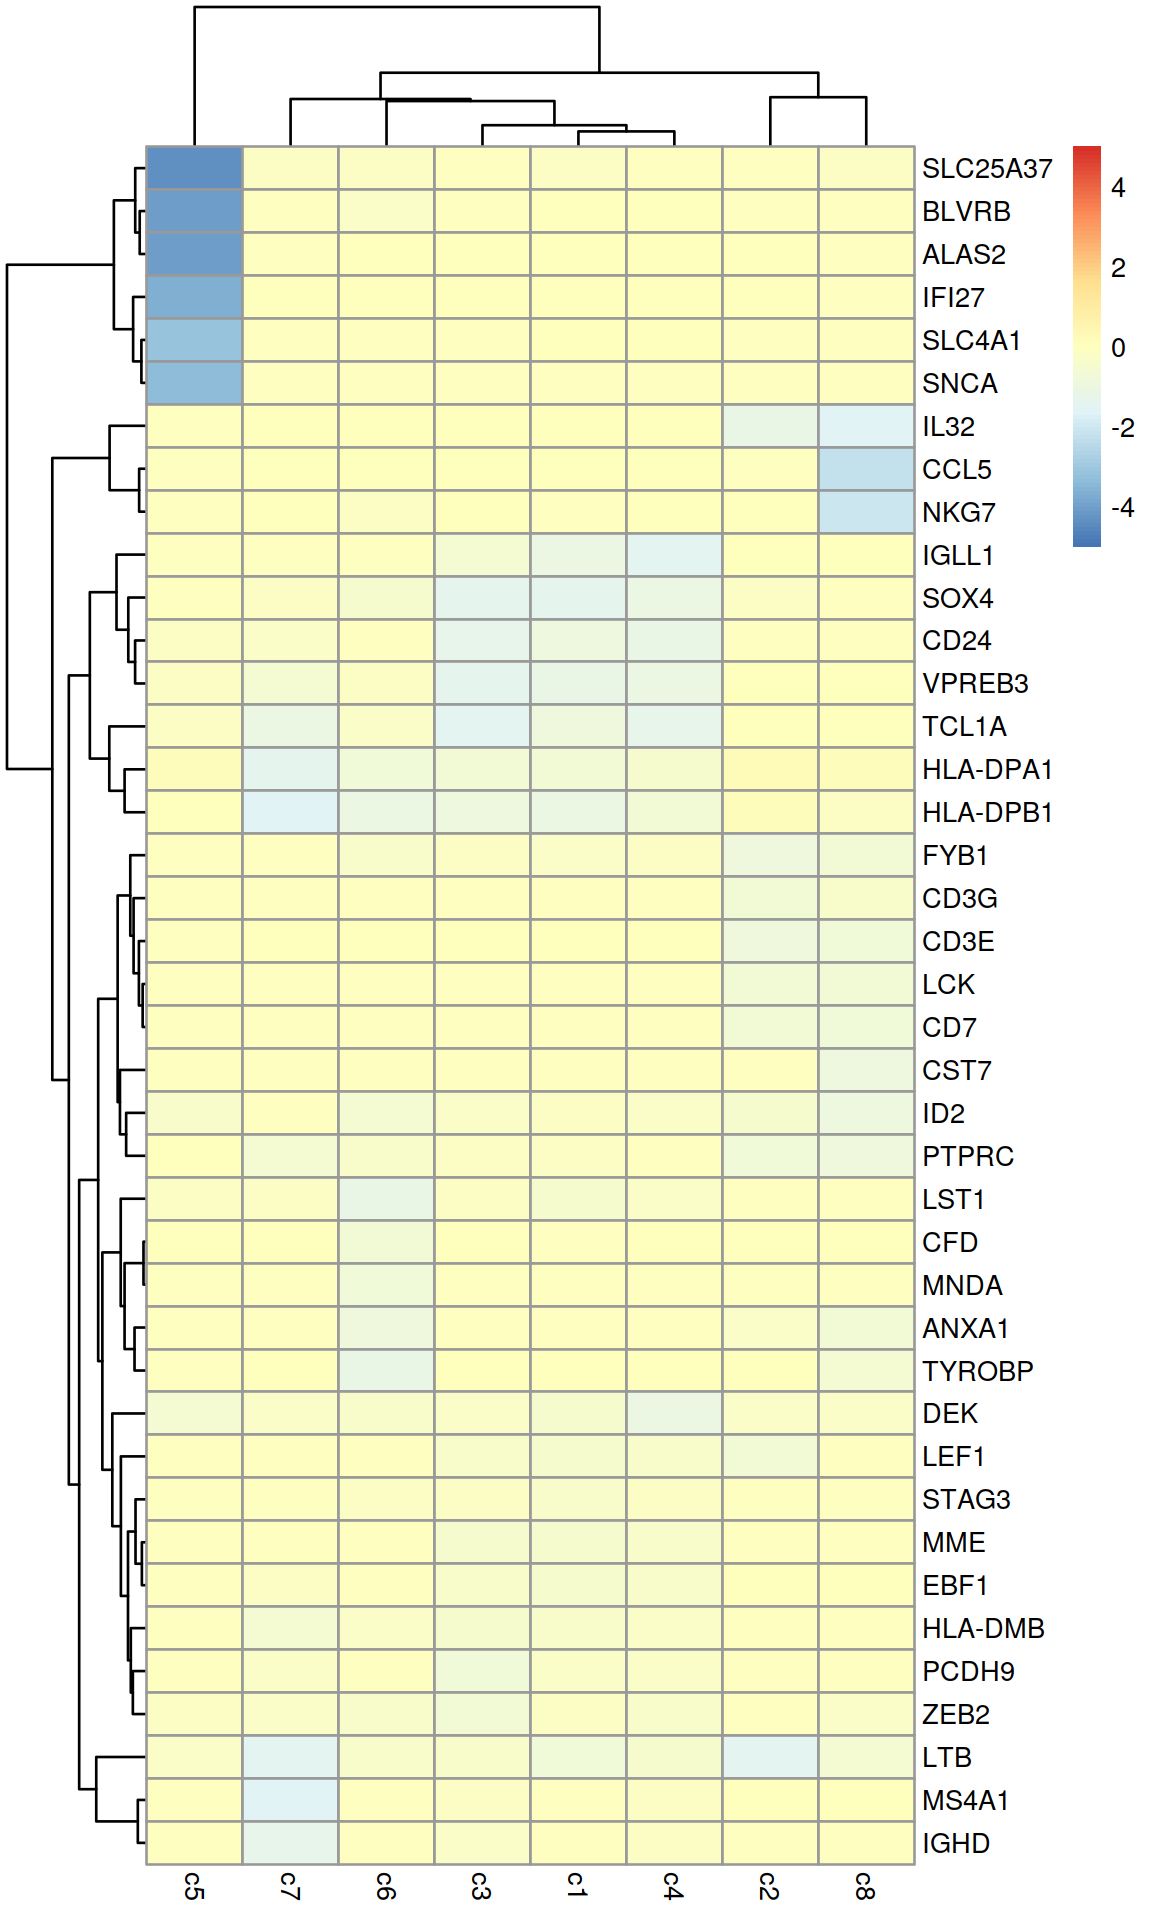 SLC25A37
BLVRB
ALAS2
IFI27
SLC4A1
SNCA
IL32
CCL5
NKG7
IGLL1
SOX4
CD24
VPREB3
TCL1A
HLA-DPA1
HLA-DPB1
FYB1
CD3G
CD3E
LCK
CD7
CST7
ID2
PTPRC
LST1
CFD
MNDA
ANXA1
TYROBP
DEK
LEF1
STAG3
MME
EBF1
HLA-DMB
PCDH9
ZEB2
LTB
MS4A1
IGHD
c5 c7 c6 c3 c1 c4 c2 c8
4
2
0
-2
-4